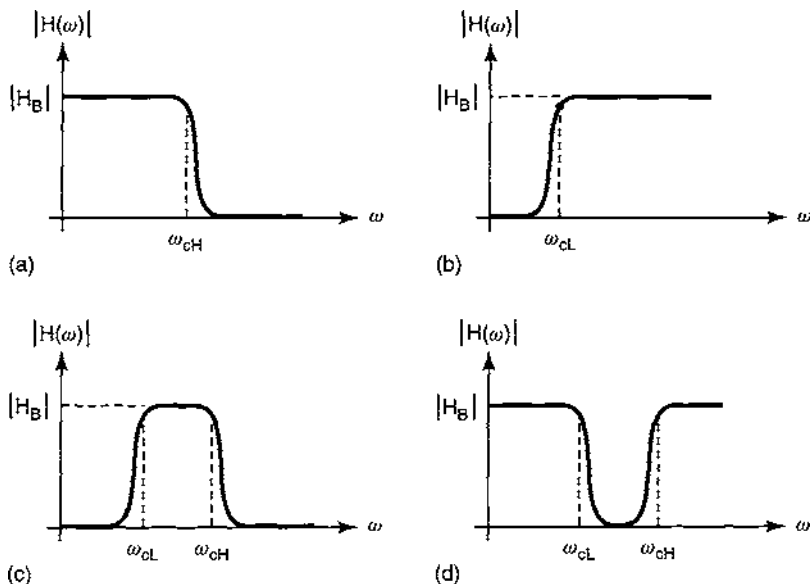 |H(ω)|
|H_B|
ω
ω_cH
(a)
|H(ω)|
|H_B|
ω
ω_cL
(b)
|H(ω)|
|H_B|
ω
ω_cL ω_cH
(c)
|H(ω)|
|H_B|
ω
ω_cL ω_cH
(d)